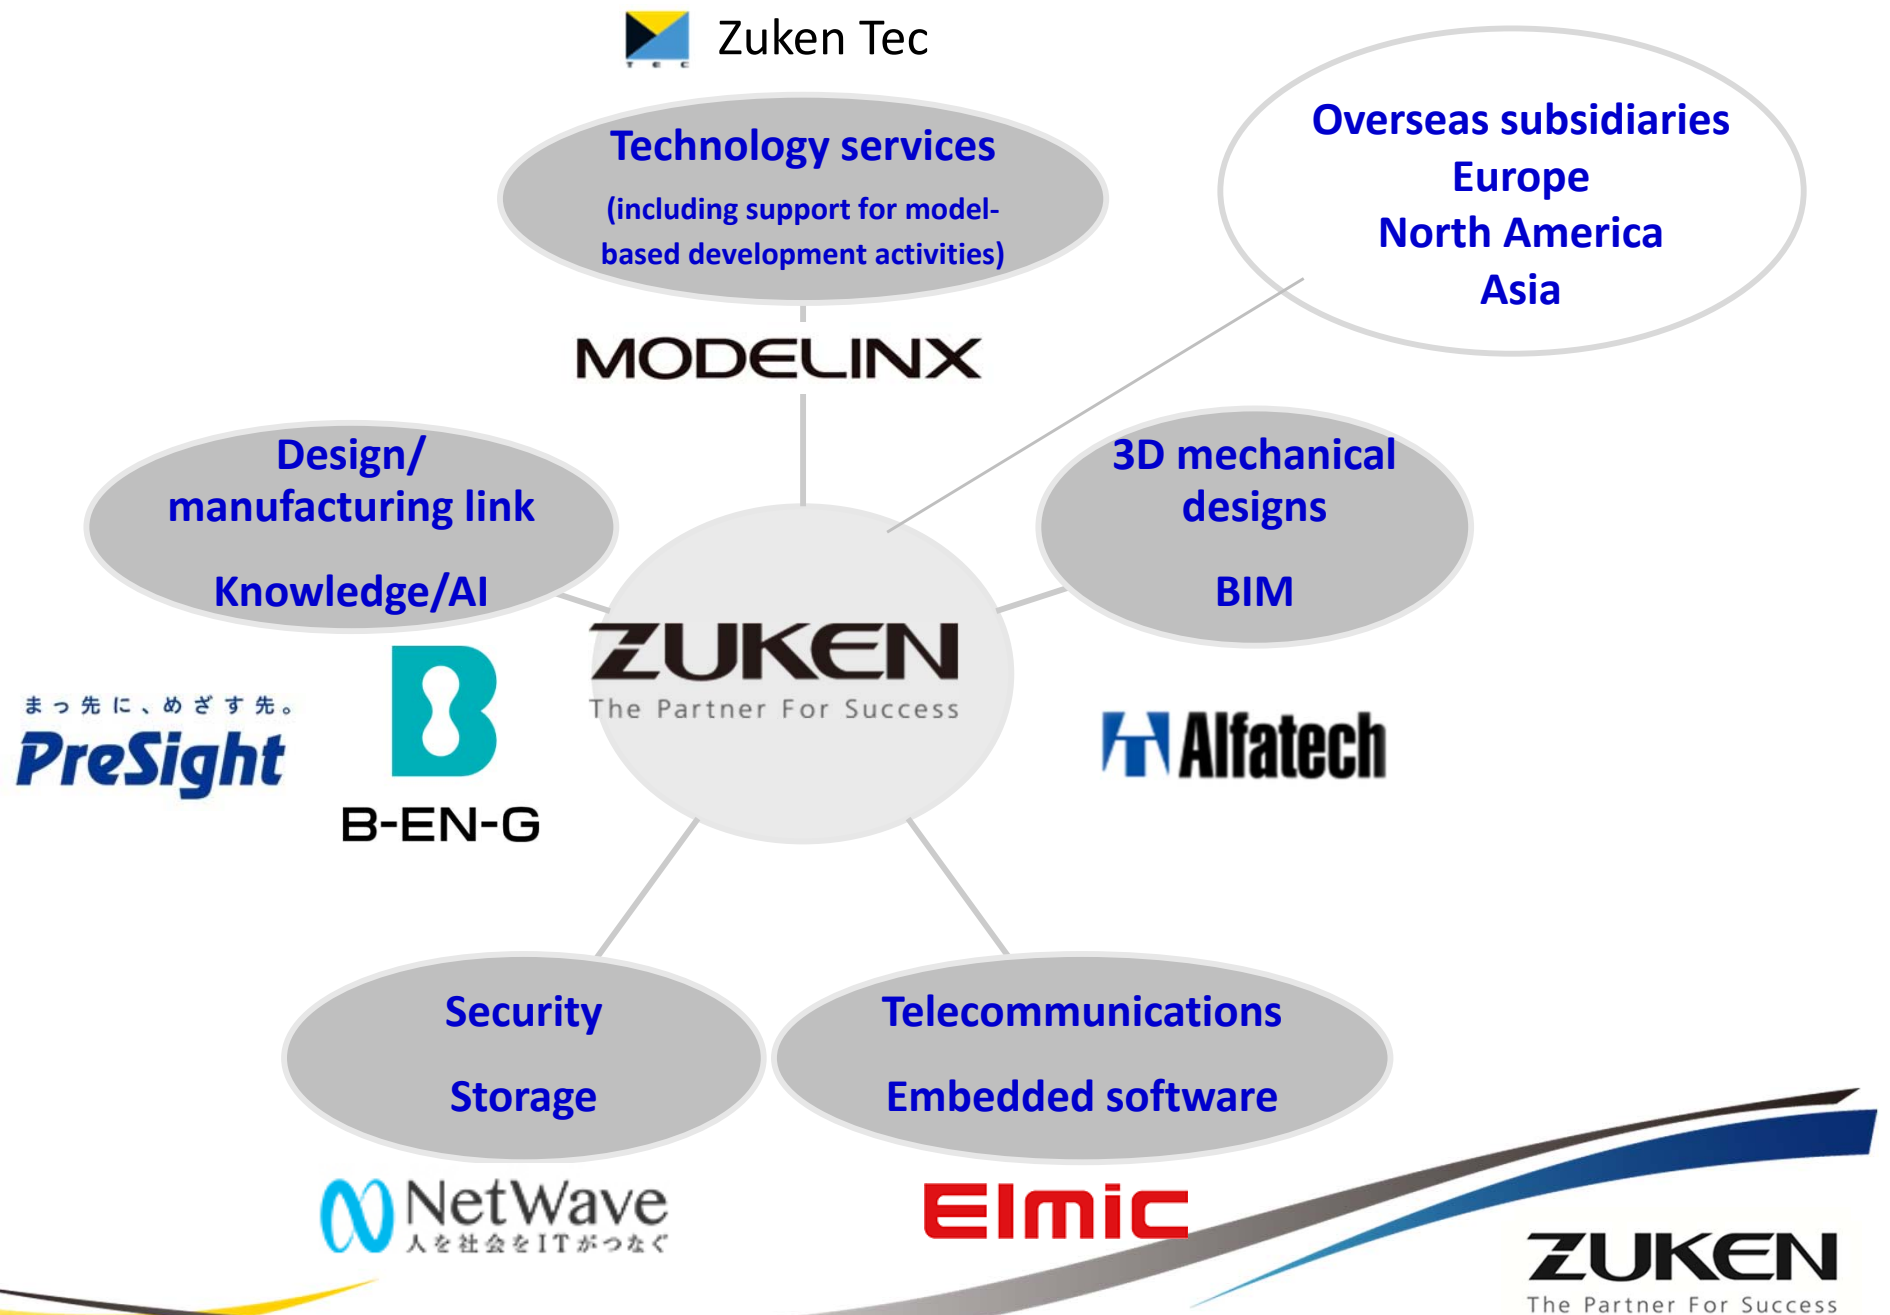 TEC
Zuken Tec
Technology services
(including support for model-
based development activities)
MODELINX
Overseas subsidiaries
Europe
North America
Asia
Design/
manufacturing link
Knowledge/AI
まっ先に、めざす先。
PreSight
B-EN-G
ZUKEN
The Partner For Success
3D mechanical
designs
BIM
Alfatech
Security
Storage
NetWave
人を社会をITがつなぐ
Telecommunications
Embedded software
Elmic
ZUKEN
The Partner For Success